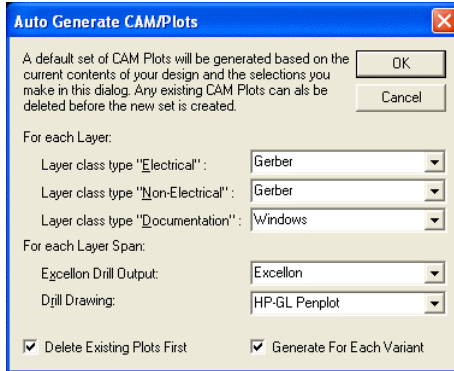 Auto Generate CAM/Plots
A default set of CAM Plots will be generated based on the
current contents of your design and the selections you
make in this dialog. Any existing CAM Plots can als be
deleted before the new set is created.
OK
Cancel
For each Layer:
Layer class type "Electrical" : Gerber
Layer class type "Non-Electrical" : Gerber
Layer class type "Documentation" : Windows
For each Layer Span:
Excellon Drill Output: Excellon
Drill Drawing: HP-GL Penplot
Delete Existing Plots First Generate For Each Variant